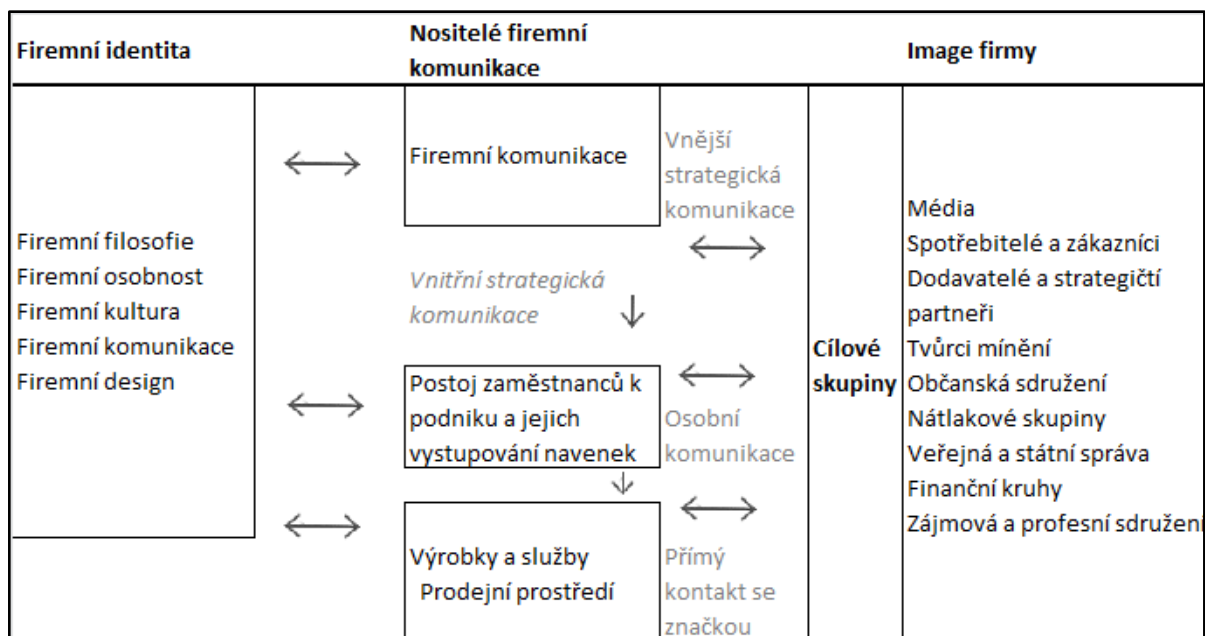 Firemní identita
Nositelé firemní
komunikace
Image firmy
Firemní filosofie
Firemní osobnost
Firemní kultura
Firemní komunikace
Firemní design
Firemní komunikace
Vnitřní strategická
komunikace
Postoj zaměstnanců k
podniku a jejich
vystupování navenek
Výrobky a služby
Prodejní prostředí
Vnější
strategická
komunikace
Osobní
komunikace
Přímý
kontakt se
značkou
Cílové
skupiny
Média
Spotřebitelé a zákazníci
Dodavatelé a strategičtí
partneři
Tvůrci mínění
Občanská sdružení
Nátlakové skupiny
Veřejná a státní správa
Finanční kruhy
Zájmová a profesní sdružení